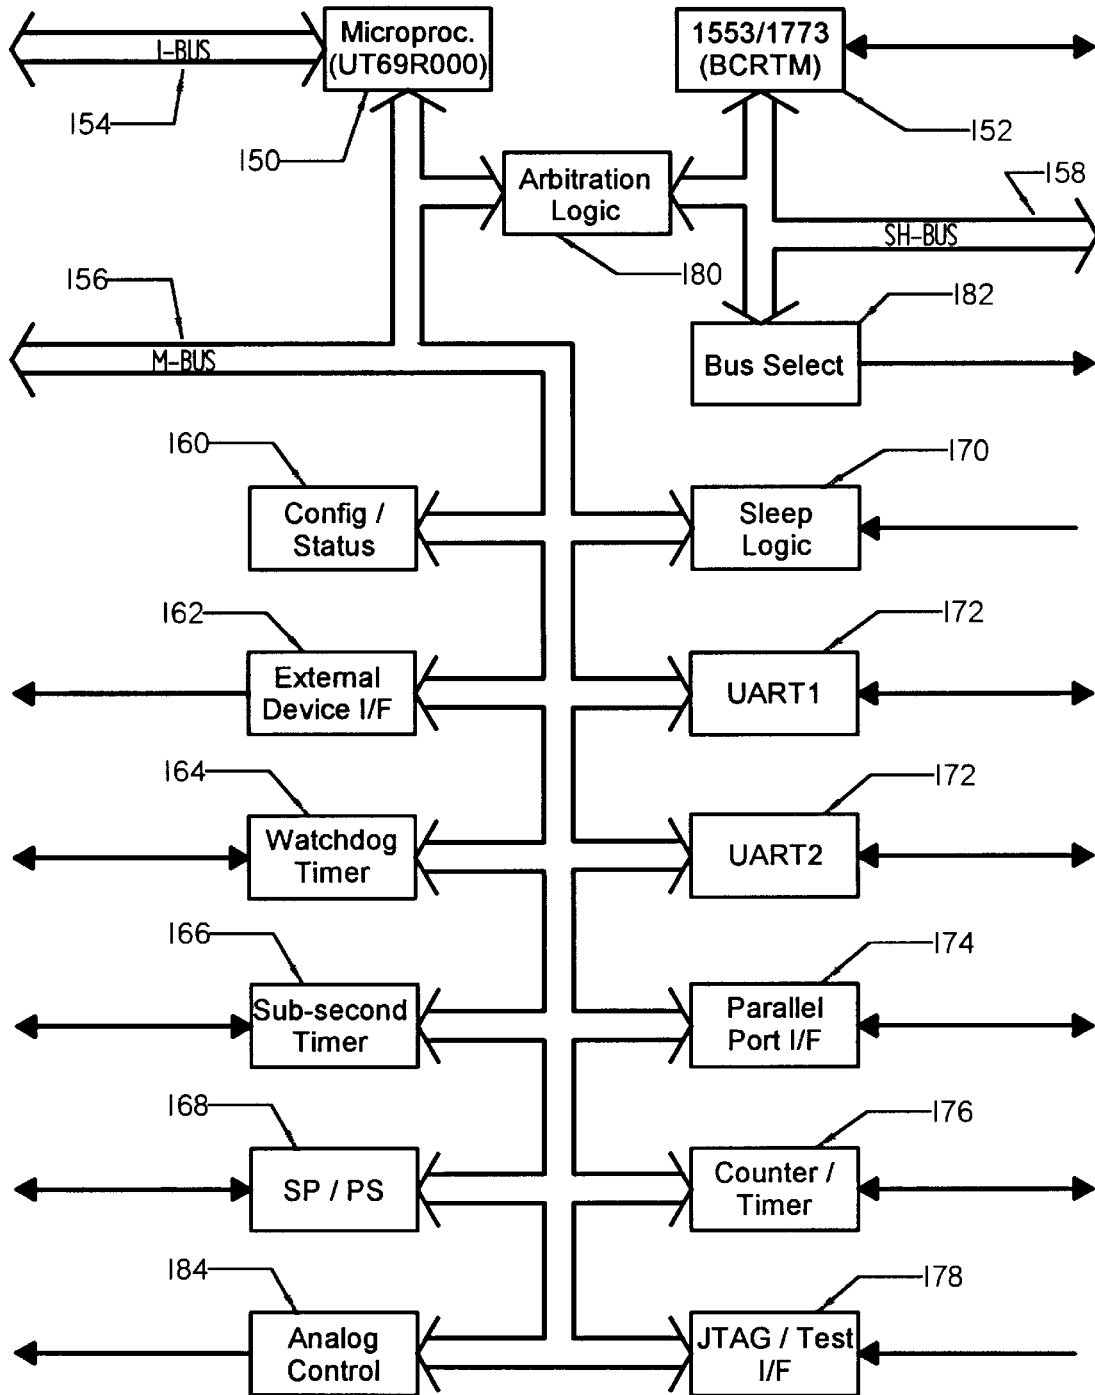 Microproc.
(UT69R000)
1553/1773
(BCRTM)
I-BUS
154
150
152
Arbitration
Logic
158
SH-BUS
180
156
182
M-BUS
Bus Select
160
170
Config /
Status
Sleep
Logic
162
172
External
Device I/F
UART1
164
172
Watchdog
Timer
UART2
166
174
Sub-second
Timer
Parallel
Port I/F
168
176
SP / PS
Counter /
Timer
184
178
Analog
Control
JTAG / Test
I/F